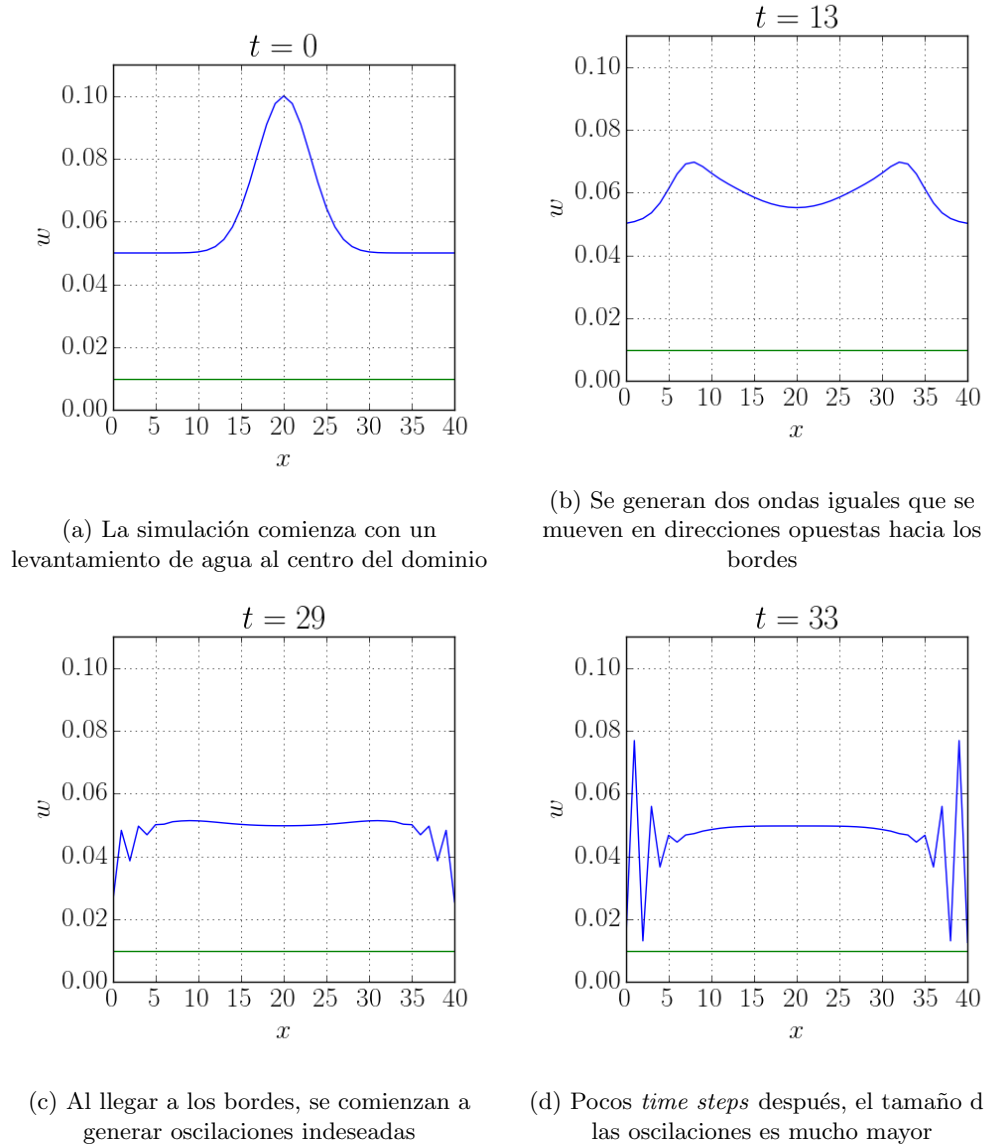 t = 0
0.10
0.08
0.06
0.04
0.02
0.00
w
0 5 10 15 20 25 30 35 40
x
(a) La simulación comienza con un
levantamiento de agua al centro del dominio
t = 13
0.10
0.08
0.06
0.04
0.02
0.00
w
0 5 10 15 20 25 30 35 40
x
(b) Se generan dos ondas iguales que se
mueven en direcciones opuestas hacia los
bordes
t = 29
0.10
0.08
0.06
0.04
0.02
0.00
w
0 5 10 15 20 25 30 35 40
x
(c) Al llegar a los bordes, se comienzan a
generar oscilaciones indeseadas
t = 33
0.10
0.08
0.06
0.04
0.02
0.00
w
0 5 10 15 20 25 30 35 40
x
(d) Pocos time steps después, el tamaño d
las oscilaciones es mucho mayor